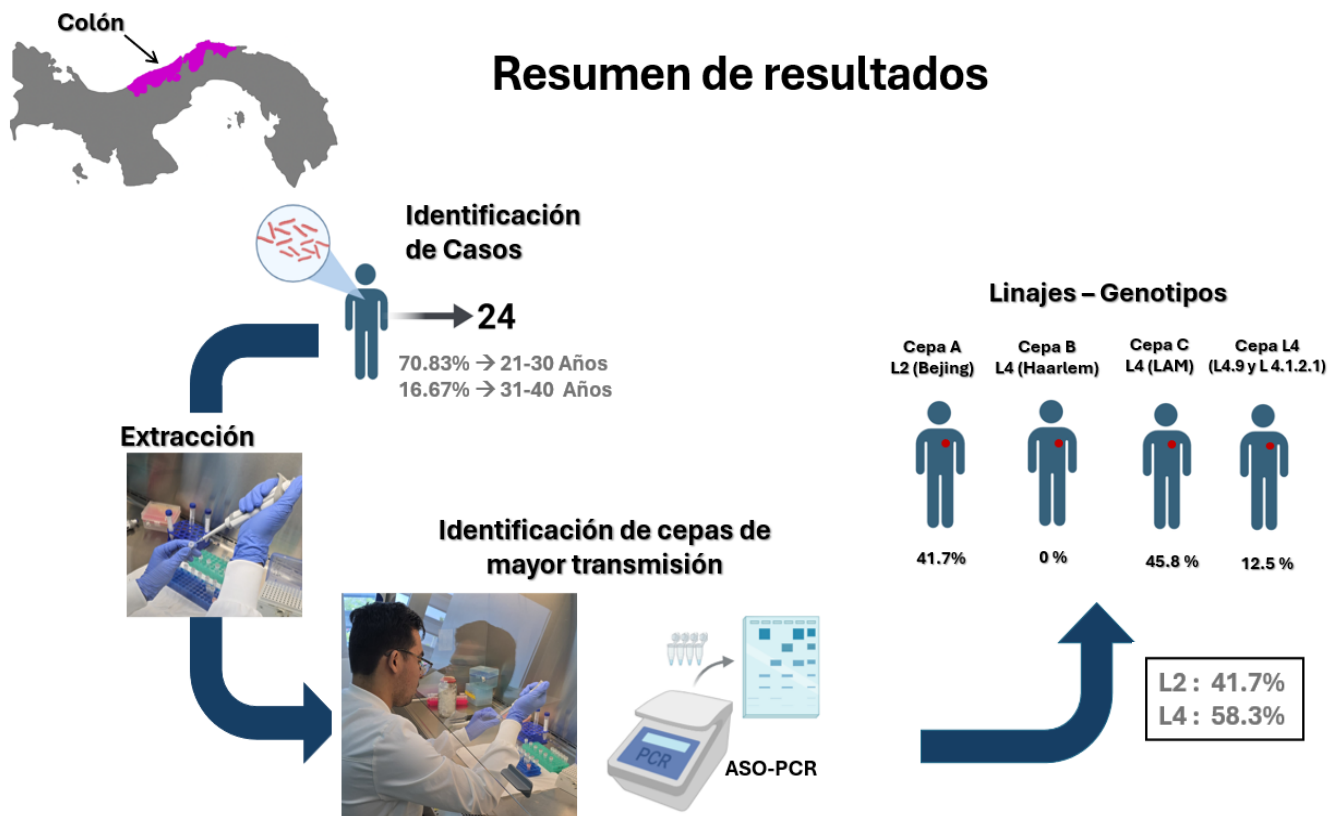 Colón
Resumen de resultados
Identificación
de Casos
24
70.83% → 21-30 Años
16.67% → 31-40 Años
Extracción
Identificación de cepas de
mayor transmisión
PCR
ASO-PCR
Linajes – Genotipos
Cepa A
L2 (Bejing)
Cepa B
L4 (Haarlem)
Cepa C
L4 (LAM)
Cepa L4
(L4.9 y L 4.1.2.1)
41.7%
0 %
45.8 %
12.5 %
L2 : 41.7%
L4 : 58.3%